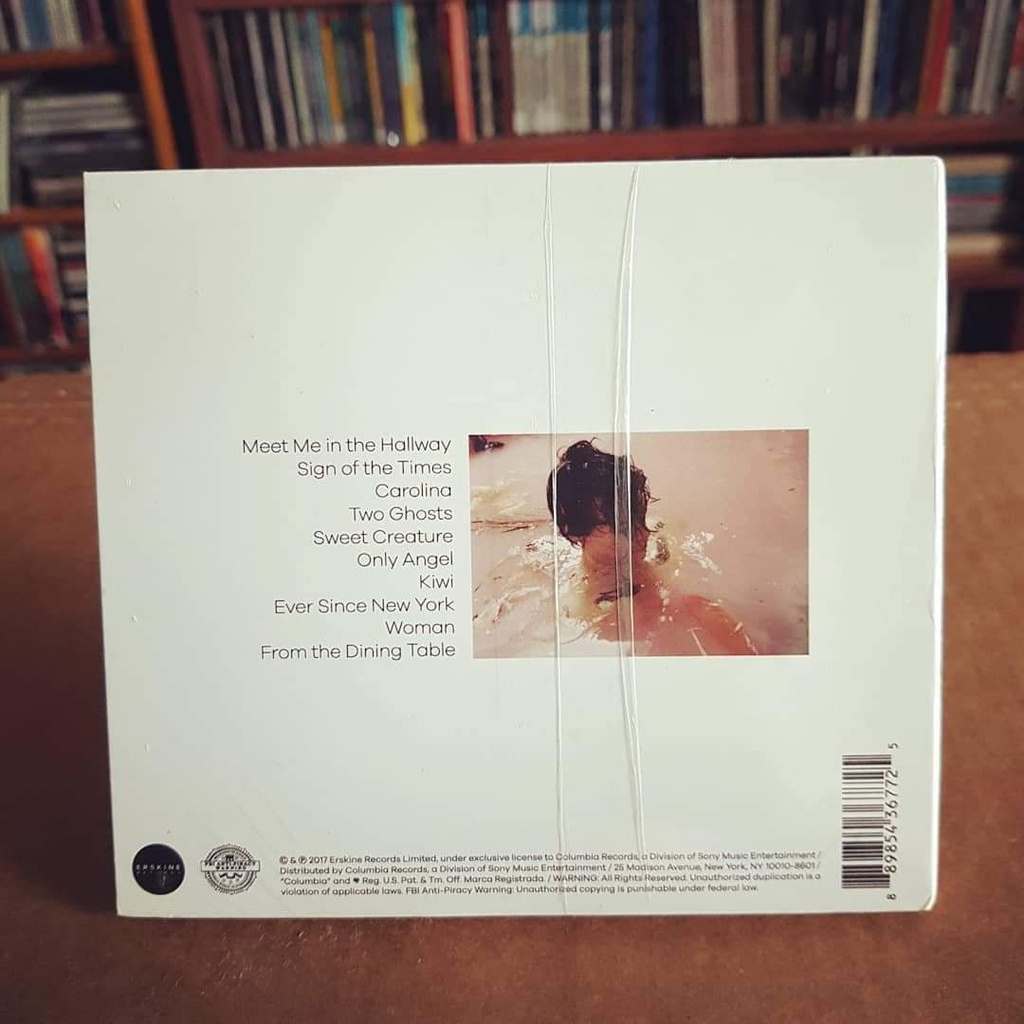 Meet Me in the Hallway
Sign of the Times
Carolina
Two Ghosts
Sweet Creature
Only Angel
Kiwi
Ever Since New York
Woman
From the Dining Table
ERSKINE
FBI ANTI-PIRACY
WARNING
© & ℗ 2017 Erskine Records Limited, under exclusive license to Columbia Records, a Division of Sony Music Entertainment /
Distributed by Columbia Records, a Division of Sony Music Entertainment / 25 Madison Avenue, New York, NY 10010-8601 /
"Columbia" and ❤ Reg. U.S. Pat. & Tm. Off. Marca Registrada. / WARNING: All Rights Reserved. Unauthorized duplication is a
violation of applicable laws. FBI Anti-Piracy Warning: Unauthorized copying is punishable under federal law.
8 89854 36772 5